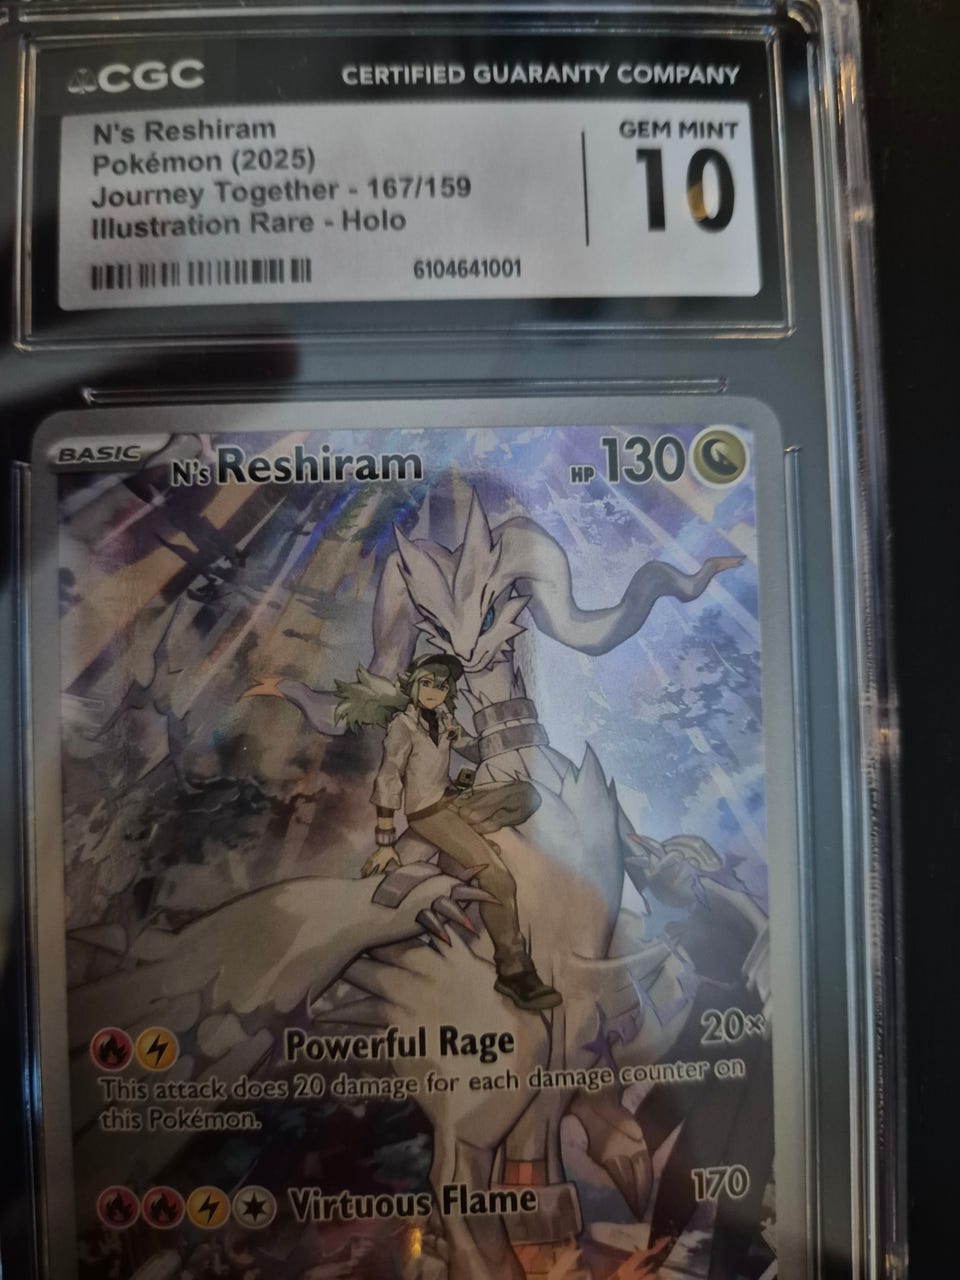 CGC CERTIFIED GUARANTY COMPANY
N's Reshiram
Pokémon (2025)
Journey Together - 167/159
Illustration Rare - Holo
6104641001
GEM MINT
10
BASIC N's Reshiram HP 130
Powerful Rage 20×
This attack does 20 damage for each damage counter on
this Pokémon.
Virtuous Flame 170